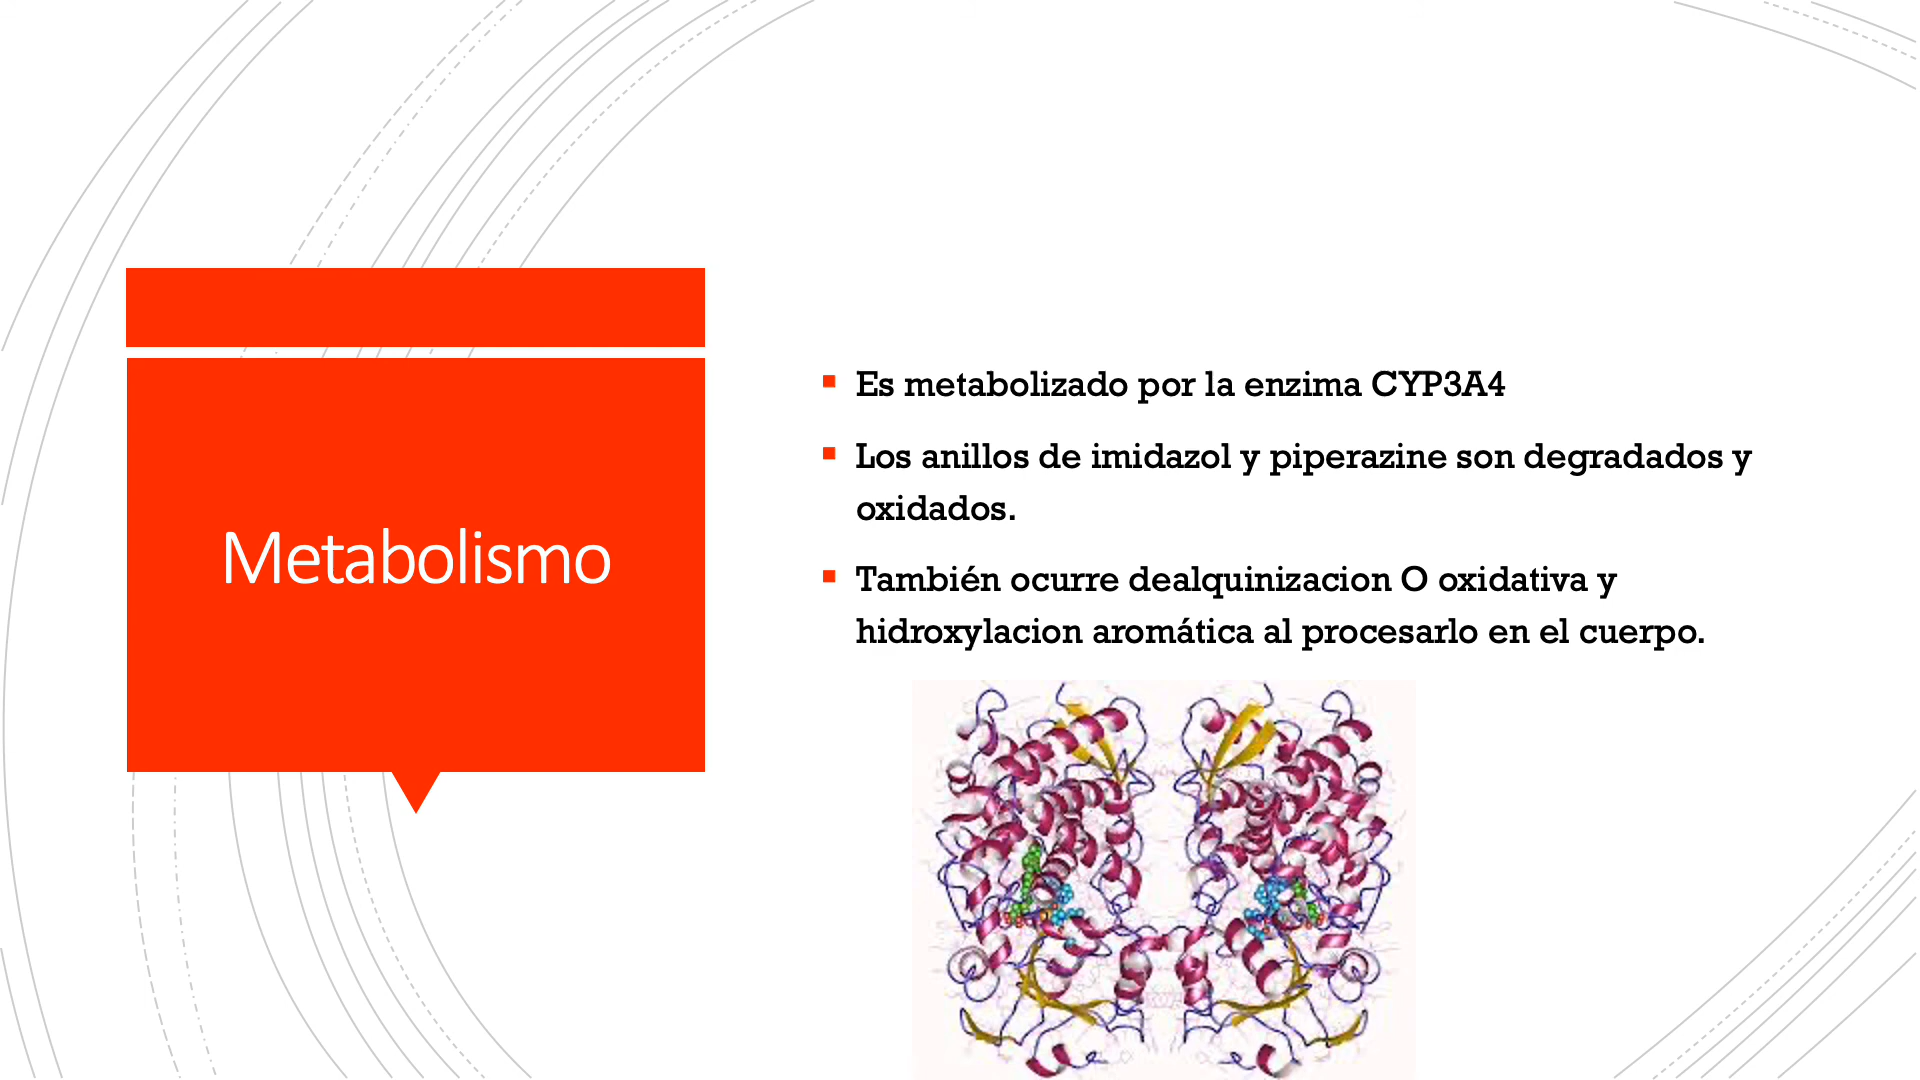 Metabolismo
Es metabolizado por la enzima CYP3A4
Los anillos de imidazol y piperazine son degradados y
oxidados.
También ocurre dealquinizacion O oxidativa y
hidroxylacion aromática al procesarlo en el cuerpo.